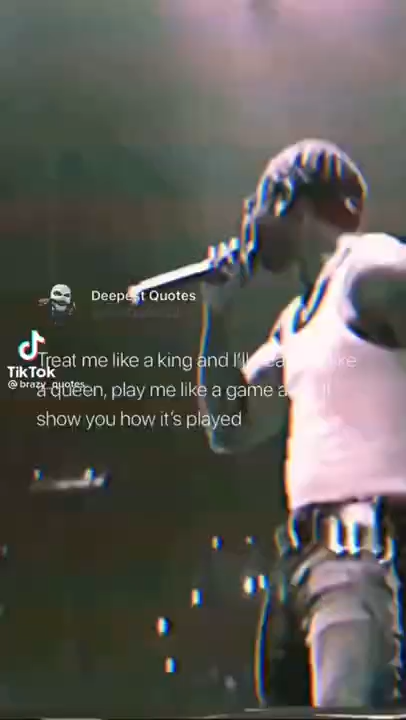 Deepest Quotes
Treat me like a king and I'll like
a queen, play me like a game
show you how it's played
TikTok
@brazy_quotes